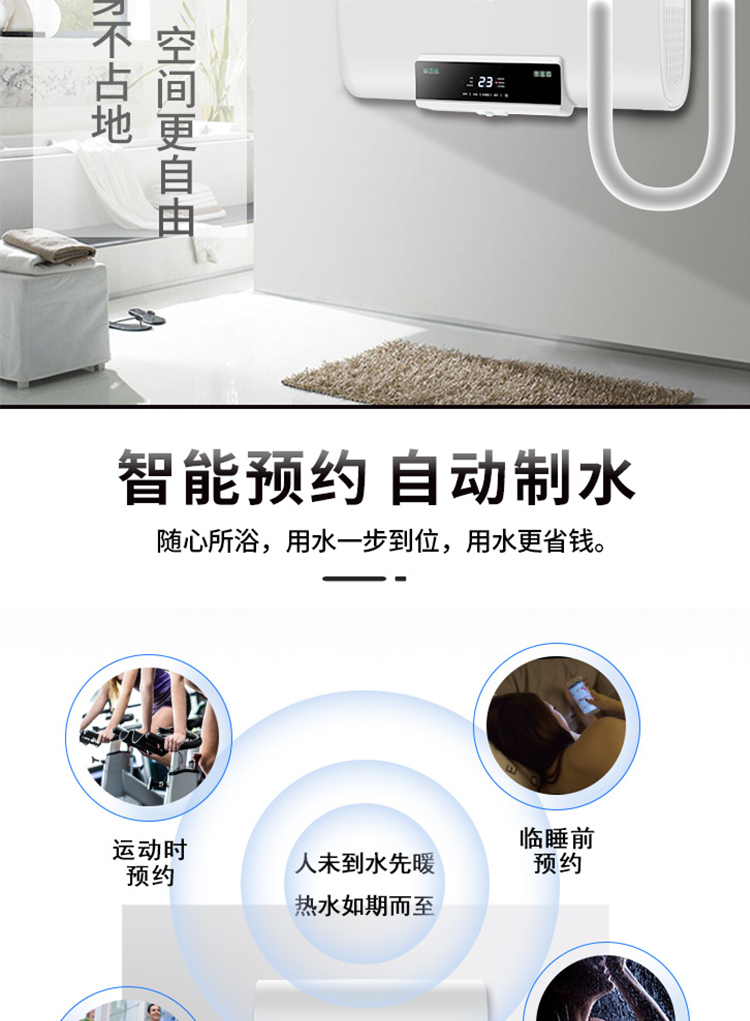 身不占地
空间更自由
23
智能预约 自动制水
随心所浴，用水一步到位，用水更省钱。
运动时
预约
临睡前
预约
人未到水先暖
热水如期而至